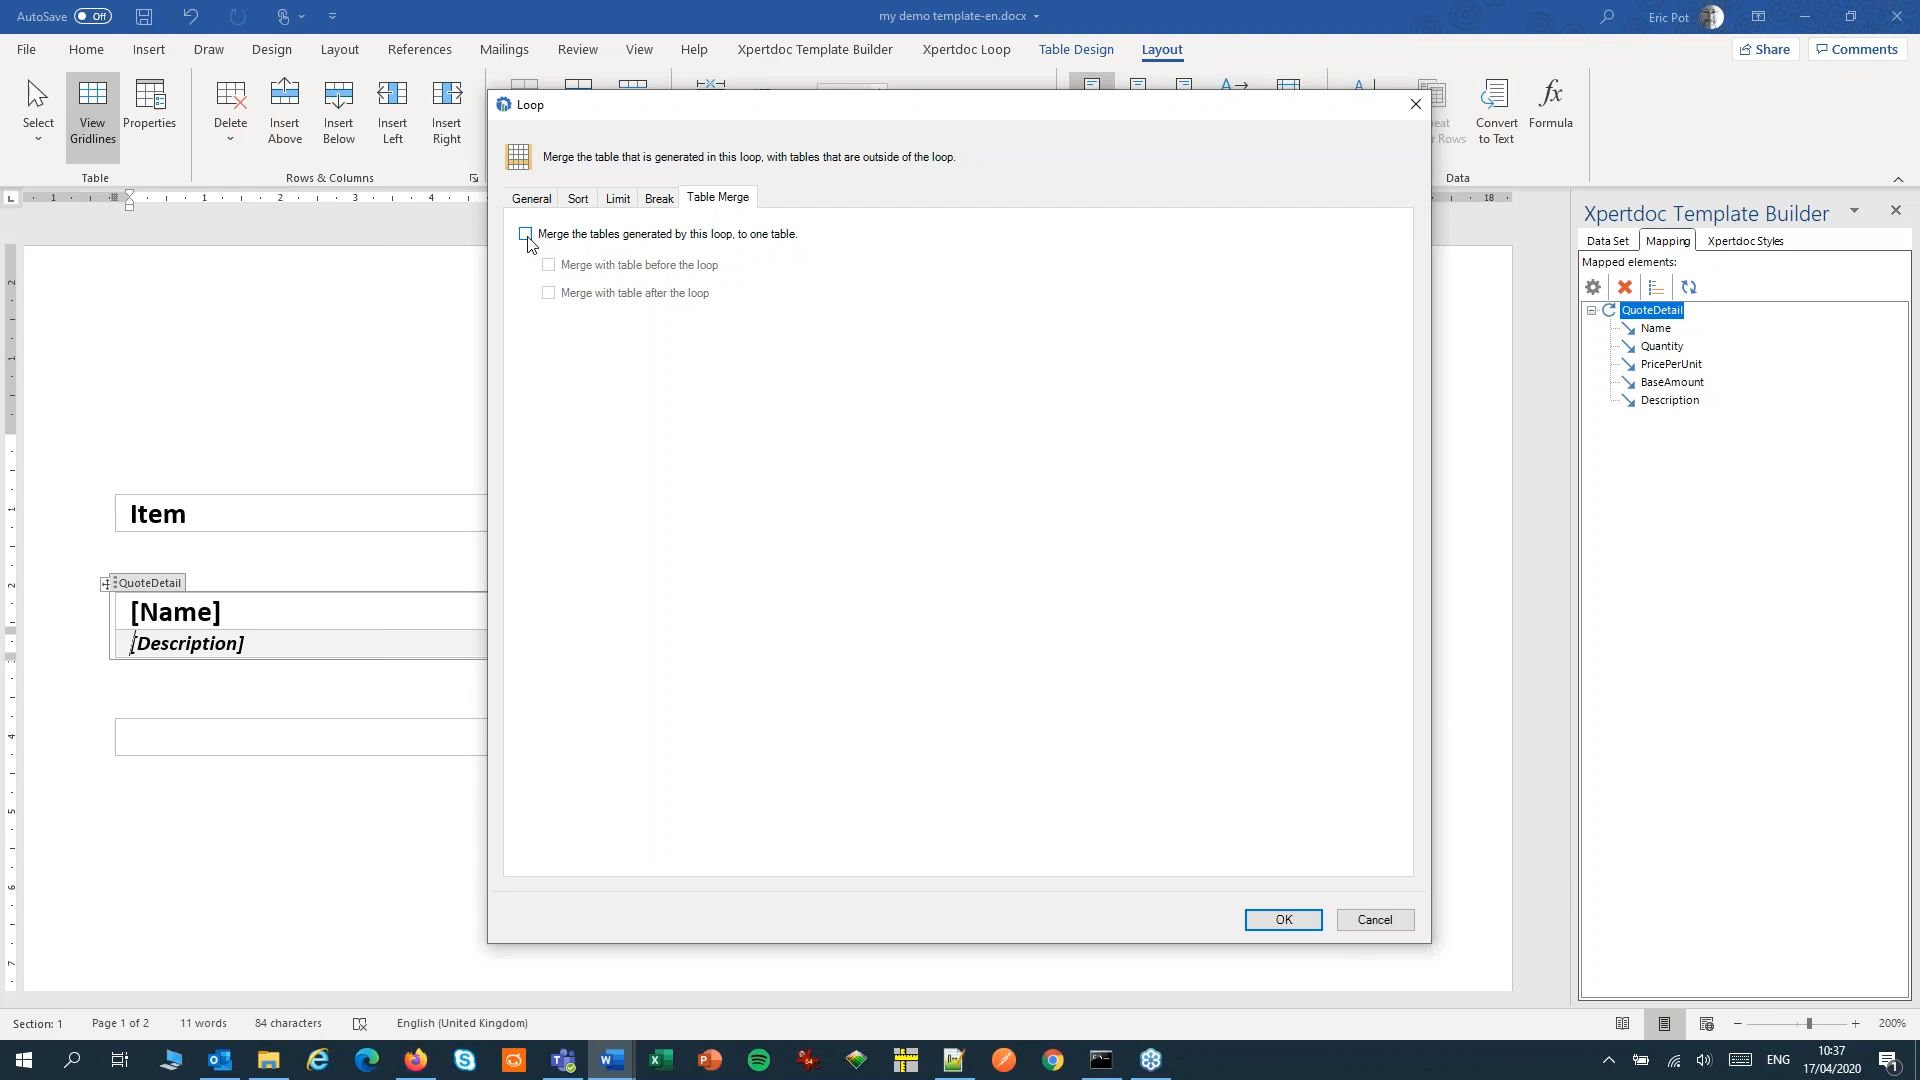 AutoSave Off
my demo template-en.docx
Eric Pot
File Home Insert Draw Design Layout References Mailings Review View Help Xpertdoc Template Builder Xpertdoc Loop Table Design Layout
Share Comments
Select
View Gridlines
Properties
Delete
Insert Above
Insert Below
Insert Left
Insert Right
Convert to Text
Formula
Table
Rows & Columns
Data
Loop
Merge the table that is generated in this loop, with tables that are outside of the loop.
General Sort Limit Break Table Merge
Merge the tables generated by this loop, to one table.
Merge with table before the loop
Merge with table after the loop
OK Cancel
Item
QuoteDetail
[Name]
[Description]
Xpertdoc Template Builder
Data Set Mapping Xpertdoc Styles
Mapped elements:
QuoteDetail
Name
Quantity
PricePerUnit
BaseAmount
Description
Section: 1 Page 1 of 2 11 words 84 characters English (United Kingdom)
200%
ENG
10:37
17/04/2020